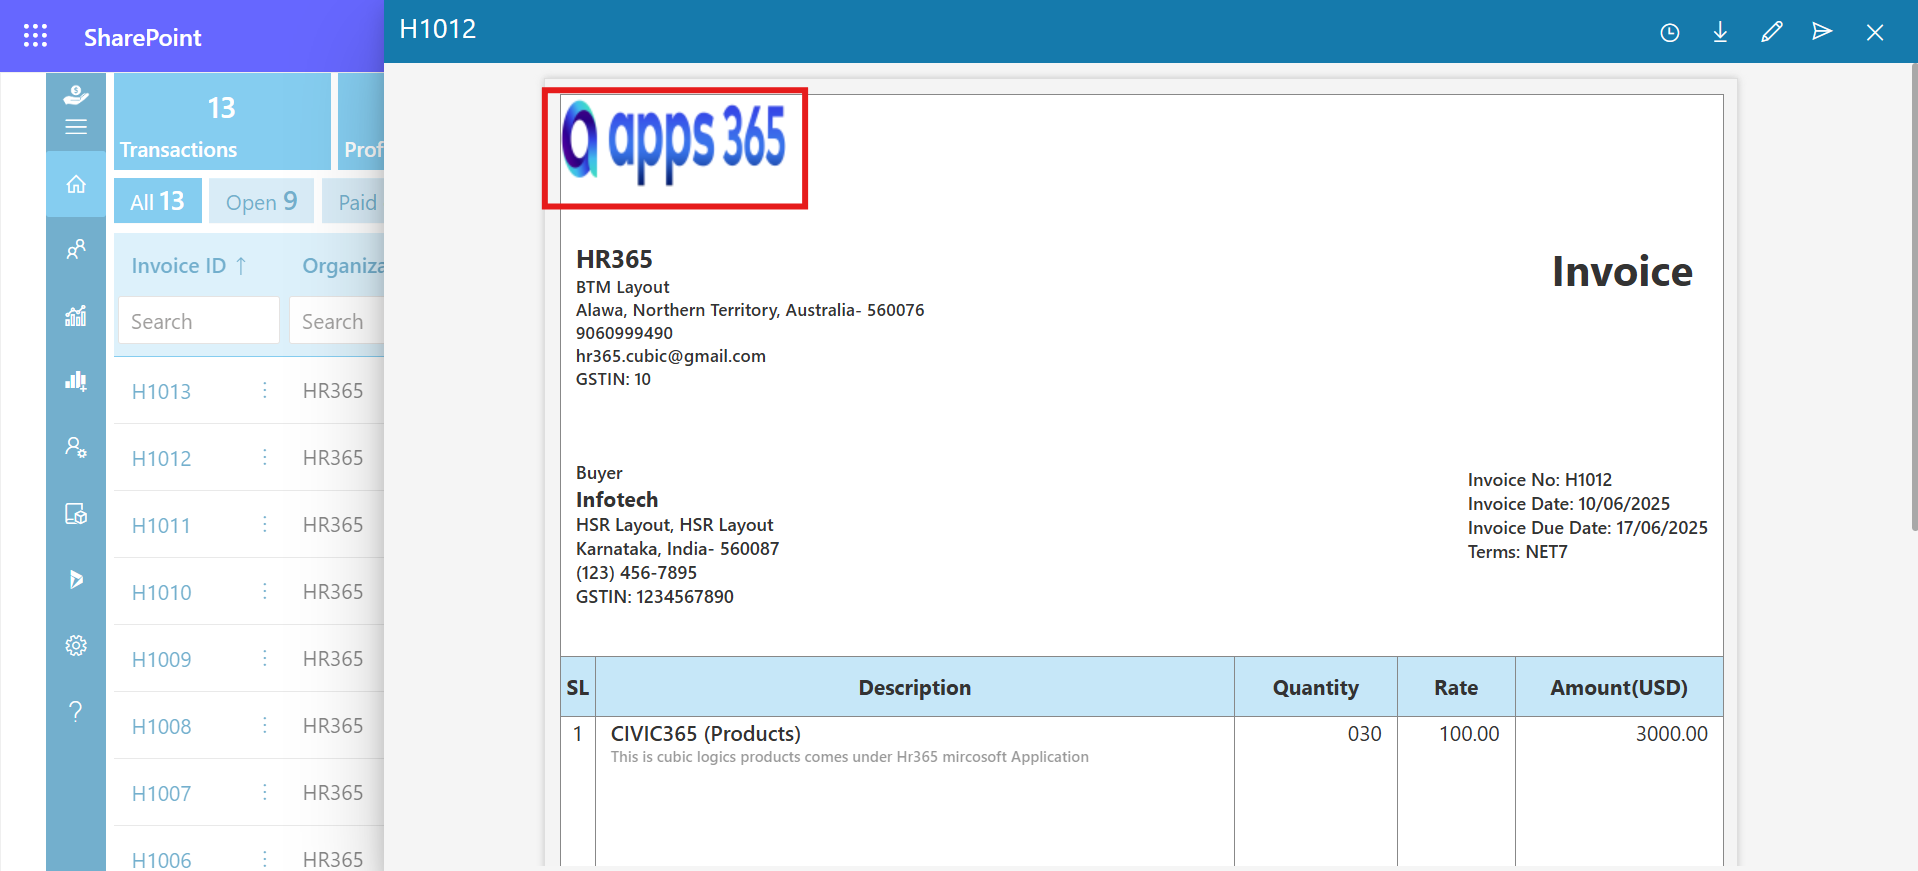 SharePoint
13
Transactions
Prof
All 13
Open 9
Paid
Invoice ID ↑
Organiza
Search
Search
H1013
HR365
H1012
HR365
H1011
HR365
H1010
HR365
H1009
HR365
H1008
HR365
H1007
HR365
H1006
HR365
H1012
apps 365
HR365
BTM Layout
Alawa, Northern Territory, Australia- 560076
9060999490
hr365.cubic@gmail.com
GSTIN: 10
Invoice
Buyer
Infotech
HSR Layout, HSR Layout
Karnataka, India- 560087
(123) 456-7895
GSTIN: 1234567890
Invoice No: H1012
Invoice Date: 10/06/2025
Invoice Due Date: 17/06/2025
Terms: NET7
SL Description Quantity Rate Amount(USD)
1 CIVIC365 (Products) 030 100.00 3000.00
This is cubic logics products comes under Hr365 mircosoft Application